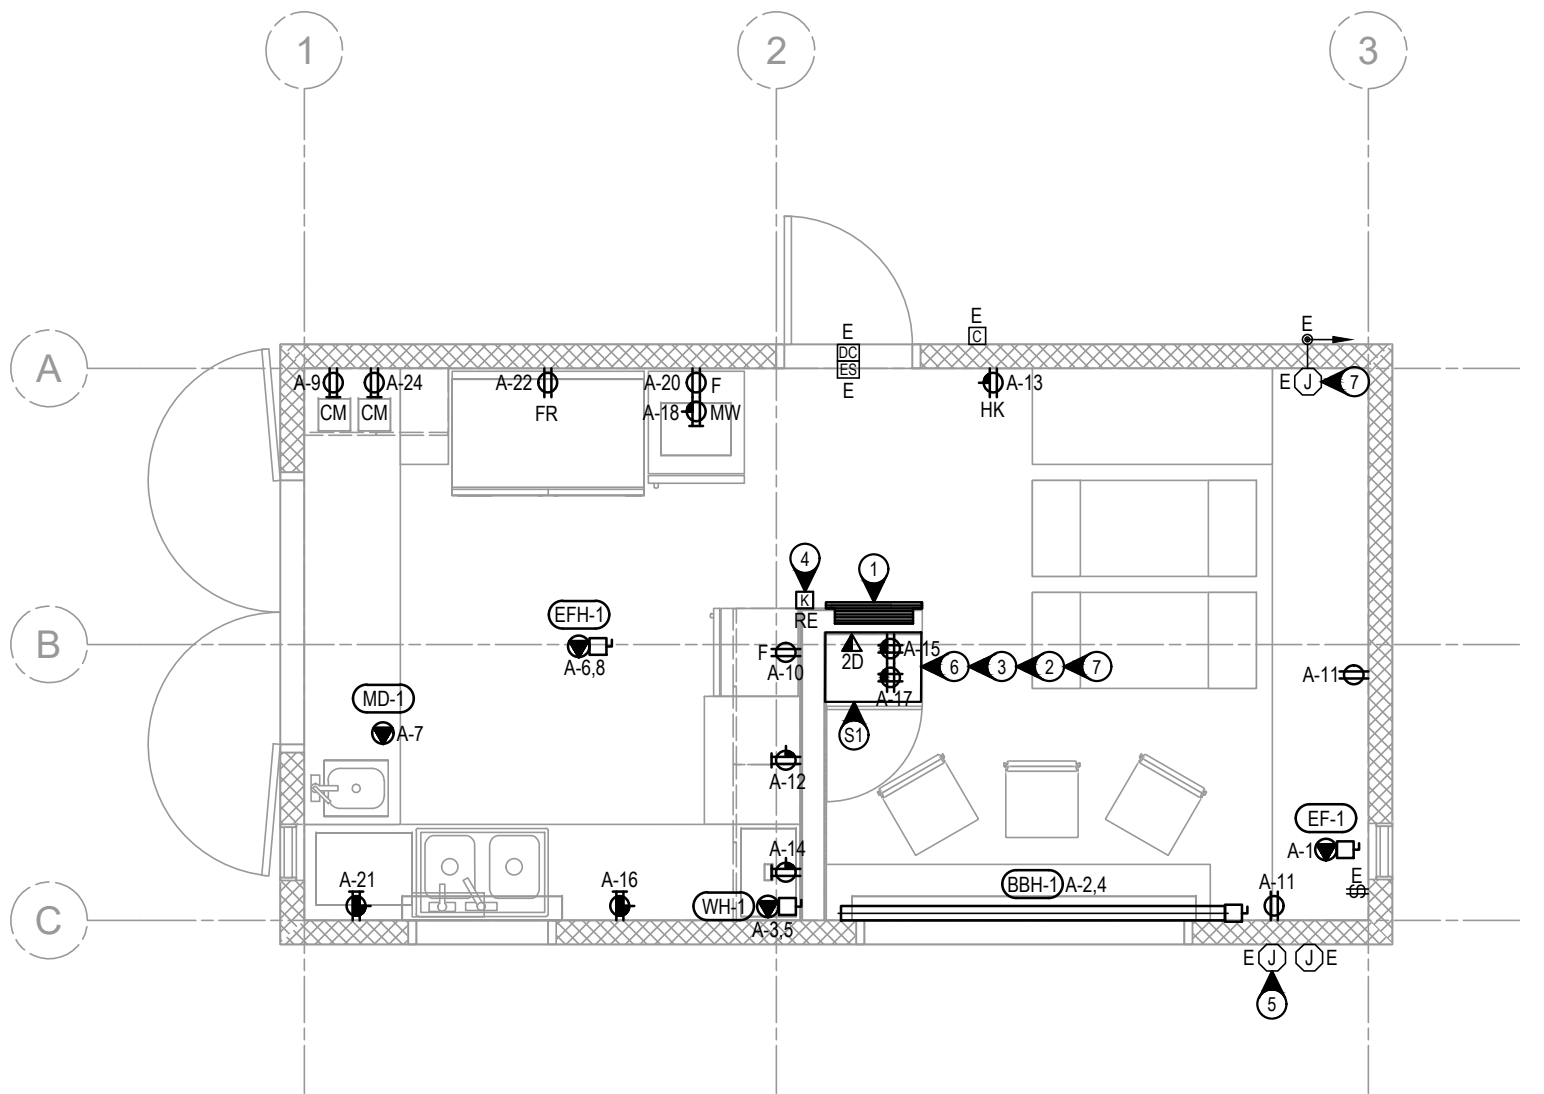 1 2 3
E E E
DC C
ES
E
A
A-9 A-24 A-22 A-20 F A-13 E J 7
CM CM FR A-18 MW HK
4 1
K
RE
EFH-1
B
F A-15
A-6,8 A-10 2D 6 3 2 7 A-11
MD-1 A-17
A-7 S1
A-12
EF-1
A-14 A-1
A-21 A-16 BBH-1 A-2,4 A-11 E
WH-1 $
C A-3,5
E J J E
5